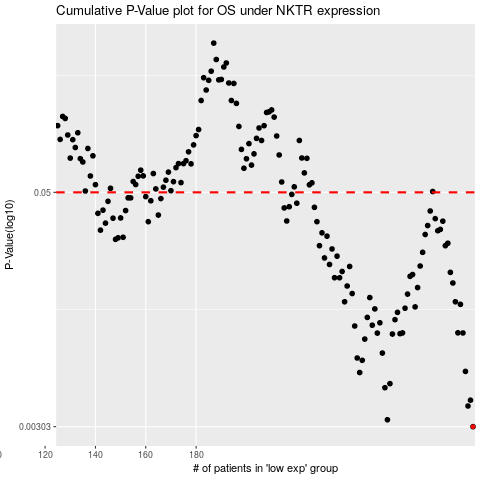 Cumulative P-Value plot for OS under NKTR expression
P-Value(log10)
0.05
0.00303
0
120
140
160
180
# of patients in 'low exp' group